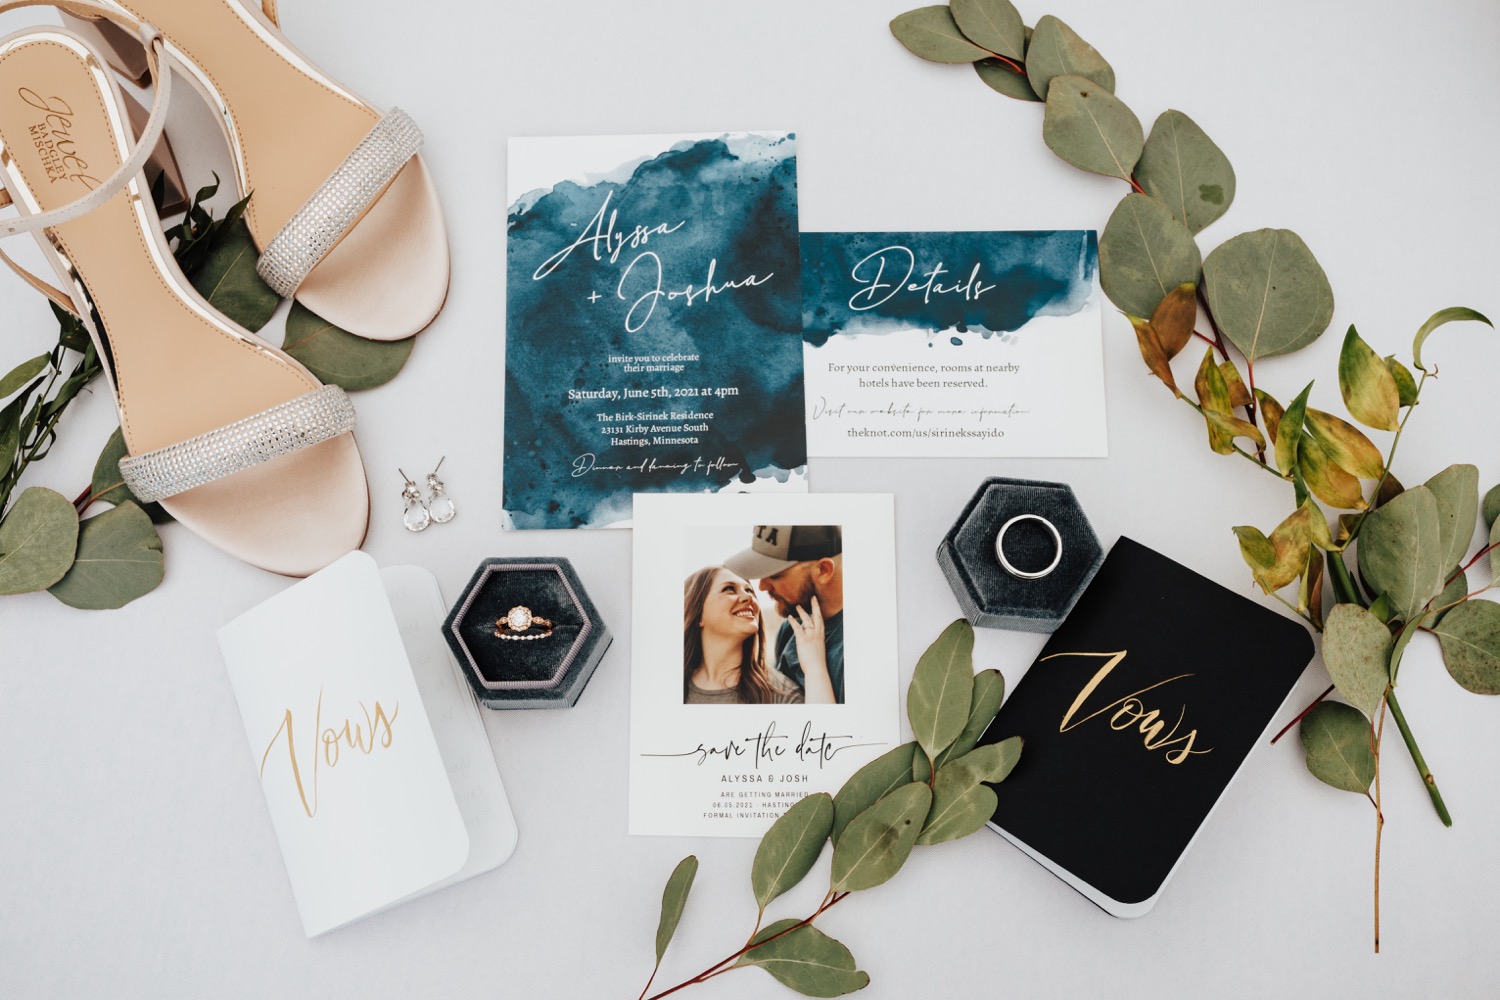 Jewel
BADGLEY
MISCHKA
Alyssa
+ Joshua
invite you to celebrate
their marriage
Saturday, June 5th, 2021 at 4pm
The Birk-Sirinek Residence
23131 Kirby Avenue South
Hastings, Minnesota
Dinner and dancing to follow
Details
For your convenience, rooms at nearby
hotels have been reserved.
Visit our website for more information
theknot.com/us/sirinekssayido
TA
save the date
ALYSSA & JOSH
ARE GETTING MARRIED
06.05.2021 · HASTING
FORMAL INVITATION
Vows
Vows